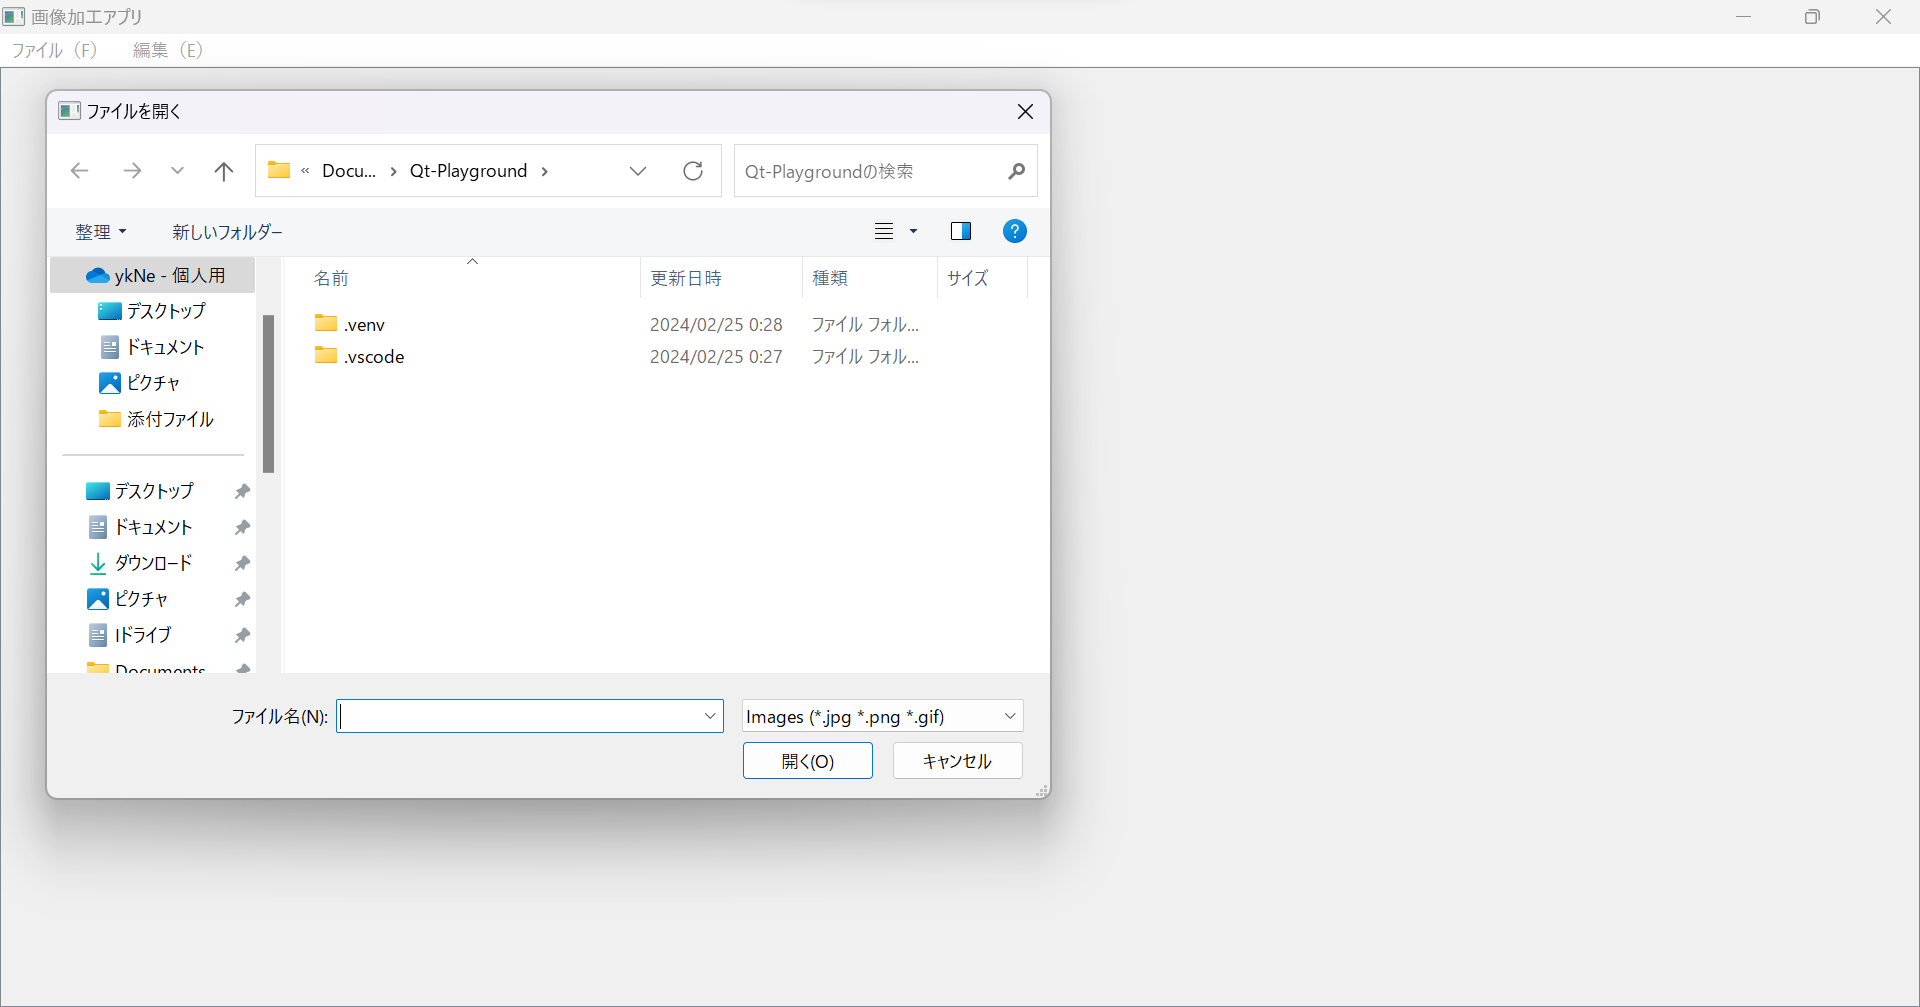 画像加工アプリ
ファイル（F） 編集（E）
ファイルを開く
« Docu... › Qt-Playground › Qt-Playgroundの検索
整理 新しいフォルダー ?
ykNe - 個人用
デスクトップ
ドキュメント
ピクチャ
添付ファイル
デスクトップ
ドキュメント
ダウンロード
ピクチャ
Iドライブ
Documents
名前 更新日時 種類 サイズ
.venv 2024/02/25 0:28 ファイル フォル...
.vscode 2024/02/25 0:27 ファイル フォル...
ファイル名(N): Images (*.jpg *.png *.gif)
開く(O) キャンセル